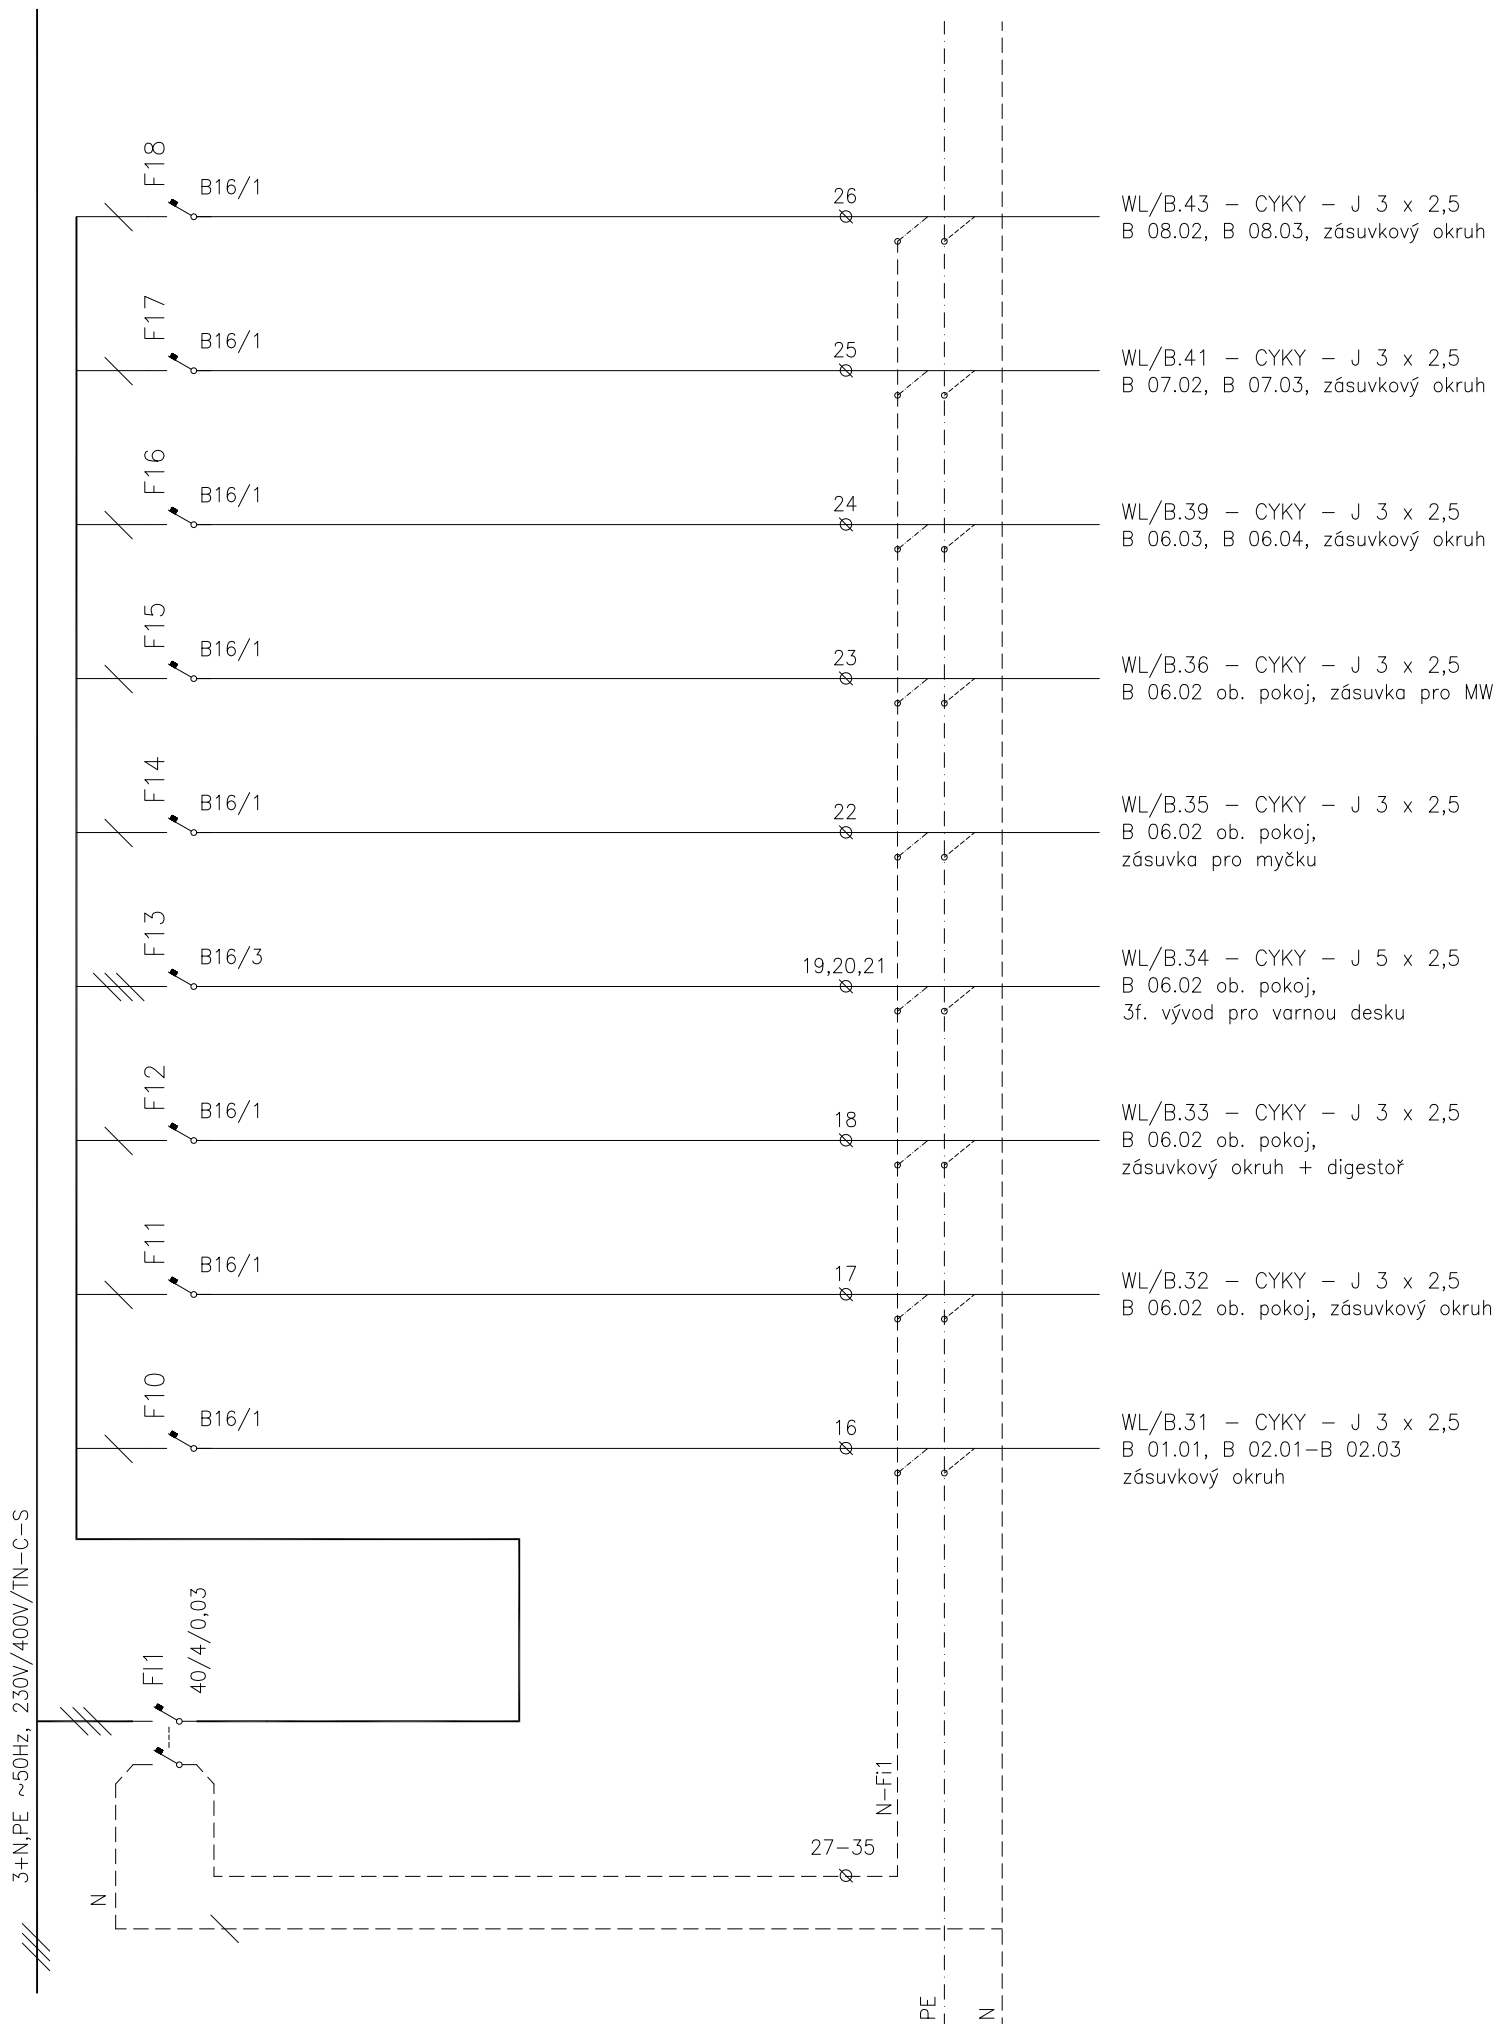 F18
B16/1
26
WL/B.43 – CYKY – J 3 x 2,5
B 08.02, B 08.03, zásuvkový okruh
F17
B16/1
25
WL/B.41 – CYKY – J 3 x 2,5
B 07.02, B 07.03, zásuvkový okruh
F16
B16/1
24
WL/B.39 – CYKY – J 3 x 2,5
B 06.03, B 06.04, zásuvkový okruh
F15
B16/1
23
WL/B.36 – CYKY – J 3 x 2,5
B 06.02 ob. pokoj, zásuvka pro MW
F14
B16/1
22
WL/B.35 – CYKY – J 3 x 2,5
B 06.02 ob. pokoj,
zásuvka pro myčku
F13
B16/3
19,20,21
WL/B.34 – CYKY – J 5 x 2,5
B 06.02 ob. pokoj,
3f. vývod pro varnou desku
F12
B16/1
18
WL/B.33 – CYKY – J 3 x 2,5
B 06.02 ob. pokoj,
zásuvkový okruh + digestoř
F11
B16/1
17
WL/B.32 – CYKY – J 3 x 2,5
B 06.02 ob. pokoj, zásuvkový okruh
F10
B16/1
16
WL/B.31 – CYKY – J 3 x 2,5
B 01.01, B 02.01–B 02.03
zásuvkový okruh
3+N,PE ~50Hz, 230V/400V/TN–C–S
FI1
40/4/0,03
N–Fi1
27–35
N
PE
N